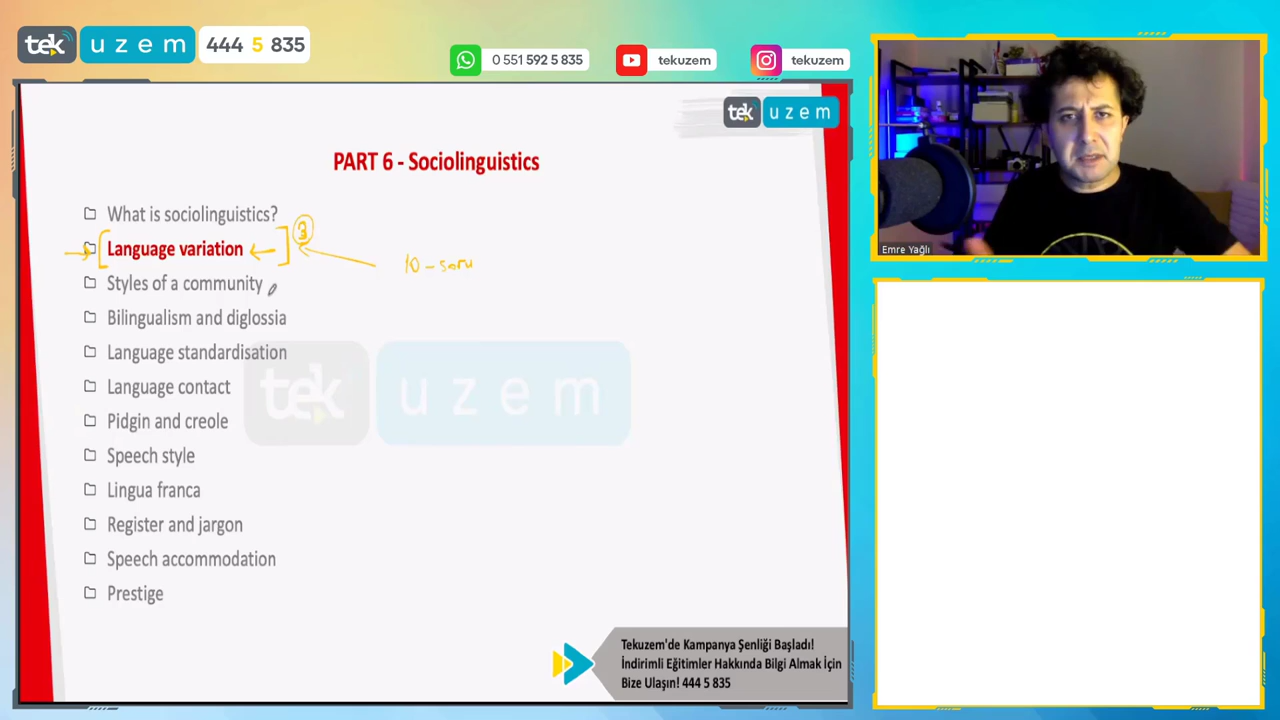 tek uzem 444 5 835
0 551 592 5 835
tekuzem
tekuzem
tek uzem
PART 6 - Sociolinguistics
What is sociolinguistics?
Language variation
3
10 - soru
Styles of a community
Bilingualism and diglossia
Language standardisation
Language contact
Pidgin and creole
Speech style
Lingua franca
Register and jargon
Speech accommodation
Prestige
tek uzem
Emre Yağlı
Tekuzem'de Kampanya Şenliği Başladı!
İndirimli Eğitimler Hakkında Bilgi Almak İçin
Bize Ulaşın! 444 5 835